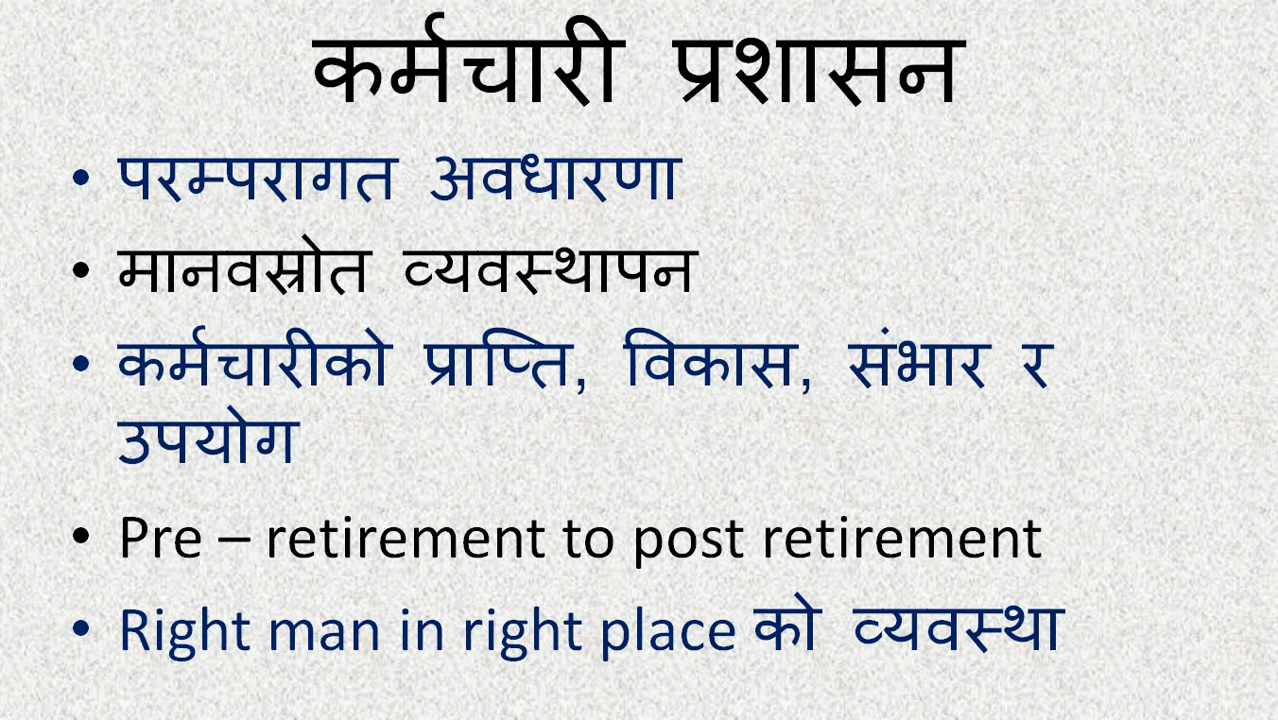 कर्मचारी प्रशासन
• परम्परागत अवधारणा
• मानवस्रोत व्यवस्थापन
• कर्मचारीको प्राप्ति, विकास, संभार र
उपयोग
• Pre – retirement to post retirement
• Right man in right place को व्यवस्था